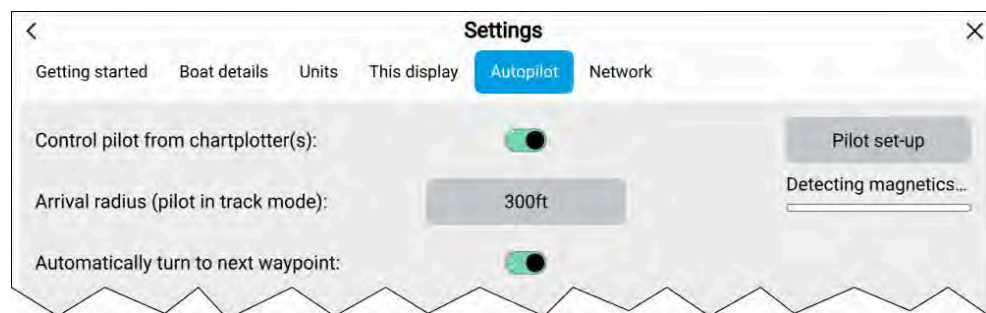 Settings
Getting started Boat details Units This display Autopilot Network
Control pilot from chartplotter(s):
Pilot set-up
Detecting magnetics...
Arrival radius (pilot in track mode): 300ft
Automatically turn to next waypoint: